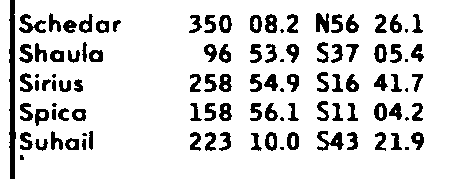 Schedar 350 08.2 N56 26.1
Shaula 96 53.9 S37 05.4
Sirius 258 54.9 S16 41.7
Spica 158 56.1 S11 04.2
Suhail 223 10.0 S43 21.9